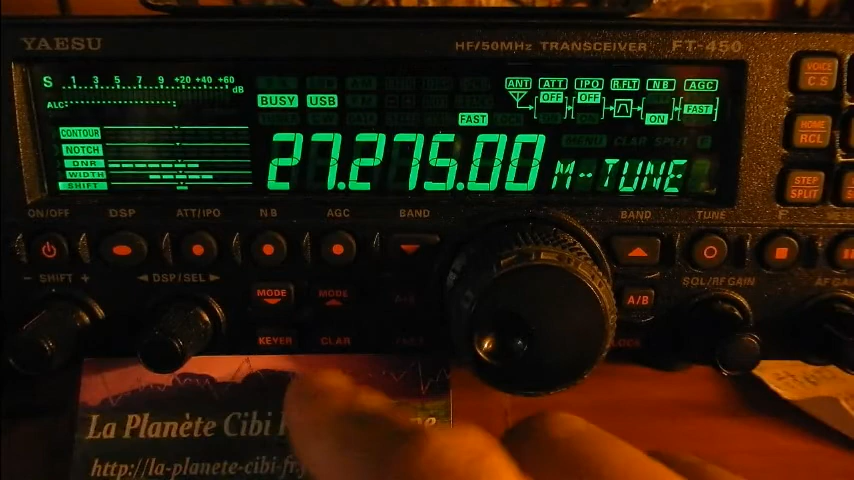 YAESU HF/50MHz TRANSCEIVER FT-450
S 1 3 5 7 9 +20 +40 +60 dB
ALC
BUSY USB
ANT ATT IPO R.FLT NB AGC
OFF OFF ON FAST
FAST
CONTOUR
NOTCH
DNR
WIDTH
SHIFT
27.275.00 M-TUNE
VOICE C.S
HOME RCL
STEP SPLIT
ON/OFF DSP ATT/IPO NB AGC BAND BAND TUNE F
- SHIFT + DSP/SEL MODE MODE A/B SQL/RF GAIN
KEYER CLAR LOCK
La Planète Cibi
http://la-planete-cibi-fr.